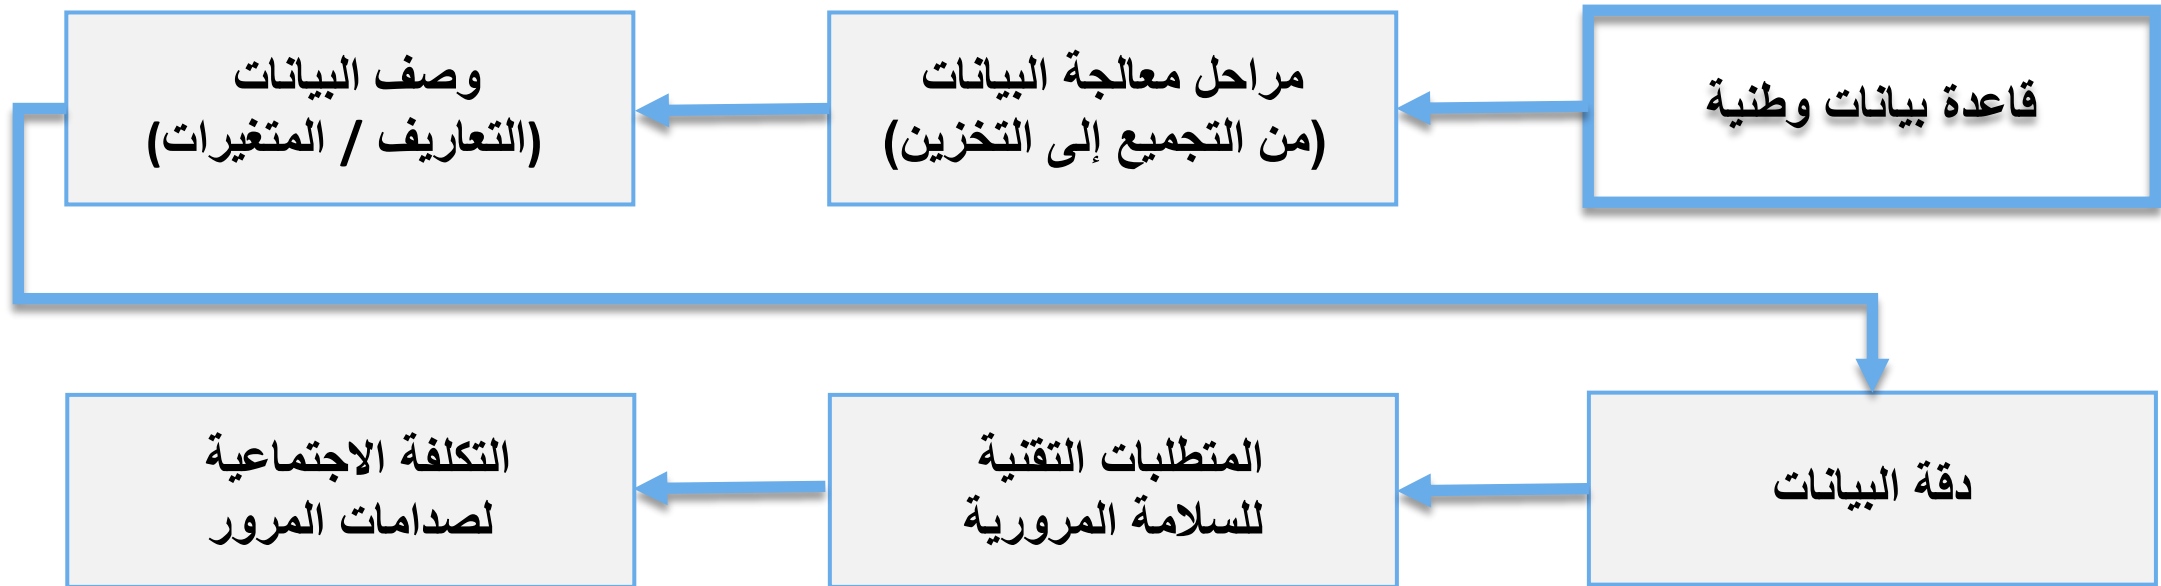 قاعدة بيانات وطنية
مراحل معالجة البيانات
(من التجميع إلى التخزين)
وصف البيانات
(التعاريف / المتغيرات)
دقة البيانات
المتطلبات التقنية
للسلامة المرورية
التكلفة الاجتماعية
لصدامات المرور